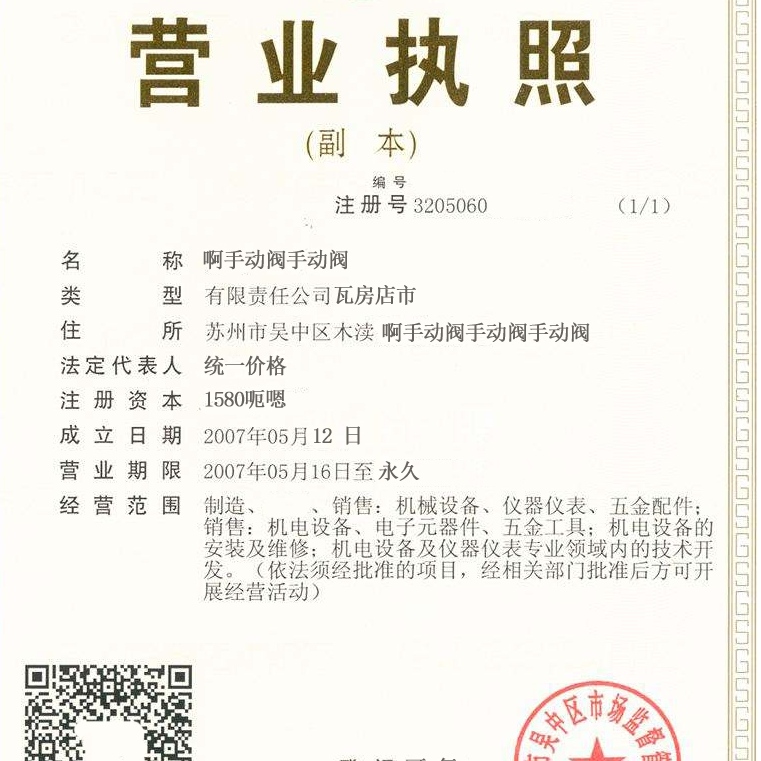 营业执照
(副 本)
编号
注册号3205060 （1/1）
名称 啊手动阀手动阀
类型 有限责任公司瓦房店市
住所 苏州市吴中区木渎 啊手动阀手动阀手动阀
法定代表人 统一价格
注册资本 1580呃嗯
成立日期 2007年05月12 日
营业期限 2007年05月16日至 永久
经营范围 制造、 、销售：机械设备、仪器仪表、五金配件；
销售：机电设备、电子元器件、五金工具；机电设备的
安装及维修；机电设备及仪器仪表专业领域内的技术开
发。（依法须经批准的项目，经相关部门批准后方可开
展经营活动）
吴中区市场监督管